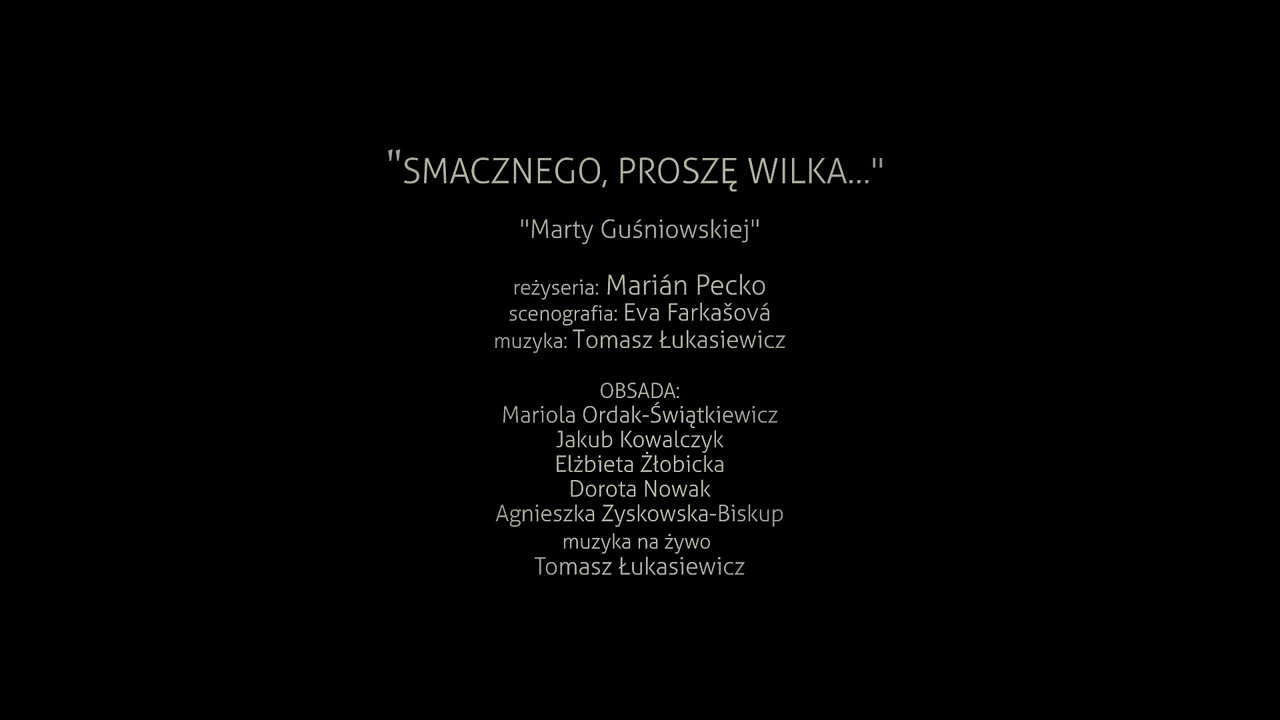 "SMACZNEGO, PROSZĘ WILKA..."
"Marty Guśniowskiej"
reżyseria: Marián Pecko
scenografia: Eva Farkašová
muzyka: Tomasz Łukasiewicz
OBSADA:
Mariola Ordak-Świątkiewicz
Jakub Kowalczyk
Elżbieta Żłobicka
Dorota Nowak
Agnieszka Zyskowska-Biskup
muzyka na żywo
Tomasz Łukasiewicz